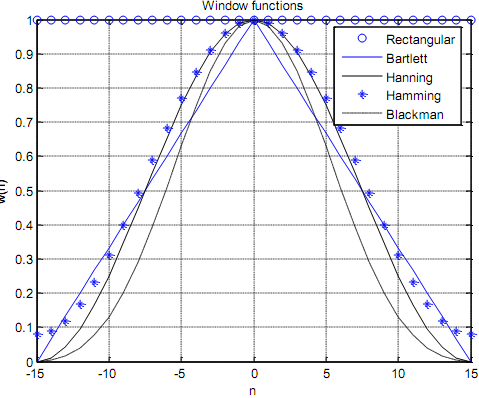 Window functions
1
0.9
0.8
0.7
0.6
0.5
0.4
0.3
0.2
0.1
0
w(n)
-15
-10
-5
0
5
10
15
n
Rectangular
Bartlett
Hanning
Hamming
Blackman